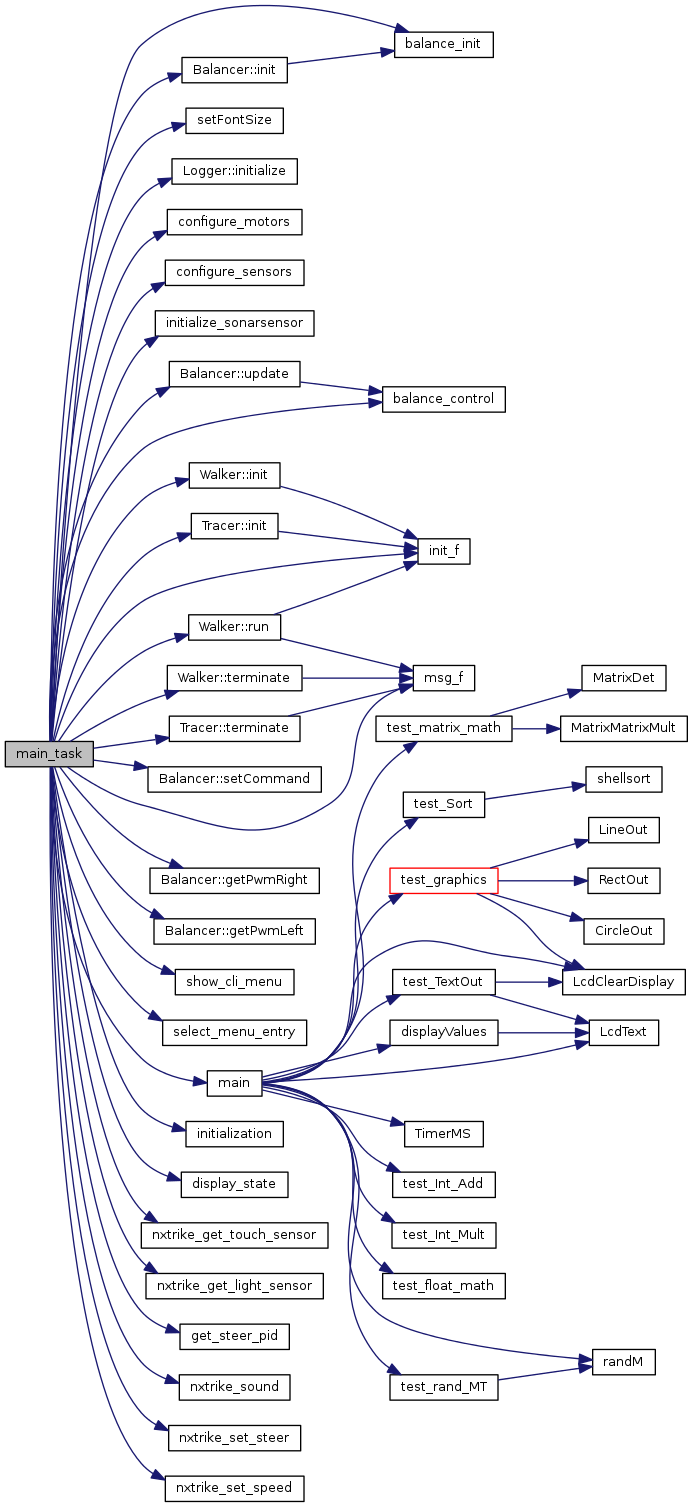 balance_init
Balancer::init
setFontSize
Logger::initialize
configure_motors
configure_sensors
initialize_sonarsensor
Balancer::update
balance_control
Walker::init
Tracer::init
init_f
Walker::run
Walker::terminate
msg_f
MatrixDet
Tracer::terminate
test_matrix_math
MatrixMatrixMult
main_task
Balancer::setCommand
shellsort
test_Sort
LineOut
Balancer::getPwmRight
test_graphics
RectOut
Balancer::getPwmLeft
CircleOut
show_cli_menu
test_TextOut
LcdClearDisplay
select_menu_entry
displayValues
LcdText
main
initialization
TimerMS
display_state
test_Int_Add
nxtrike_get_touch_sensor
test_Int_Mult
nxtrike_get_light_sensor
test_float_math
get_steer_pid
randM
nxtrike_sound
test_rand_MT
nxtrike_set_steer
nxtrike_set_speed